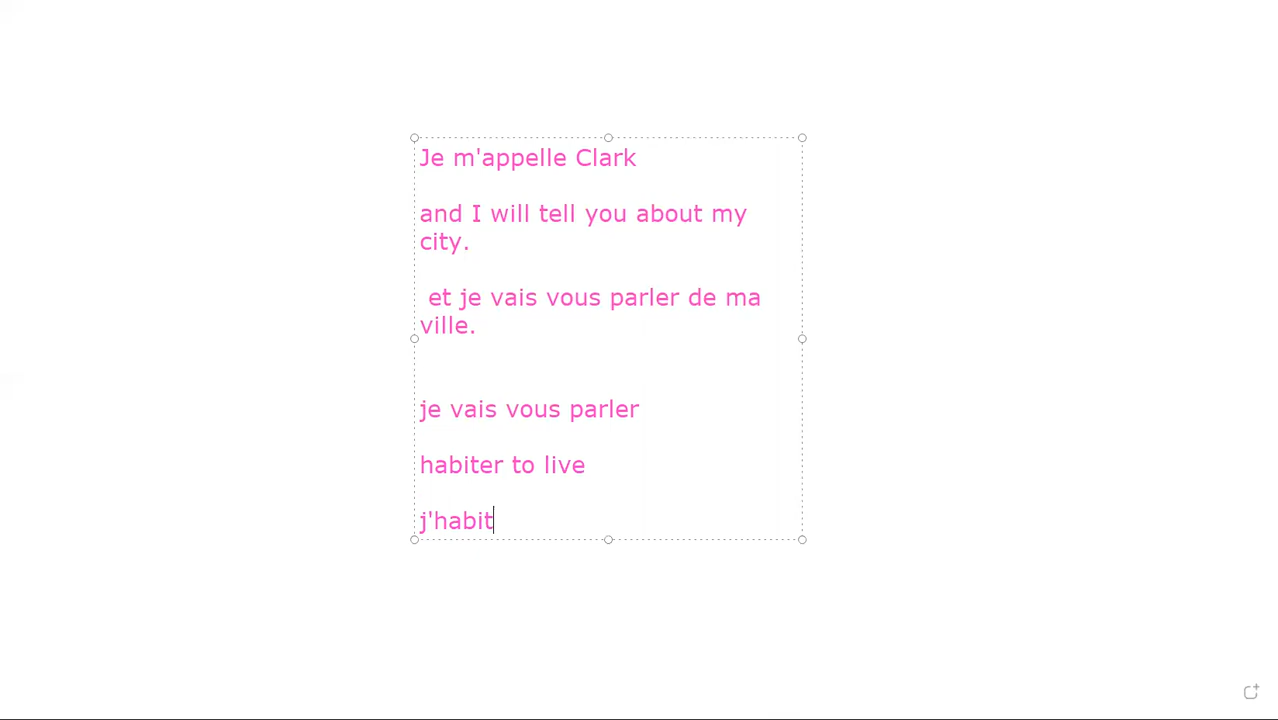 Je m'appelle Clark
and I will tell you about my
city.
et je vais vous parler de ma
ville.
je vais vous parler
habiter to live
j'habit